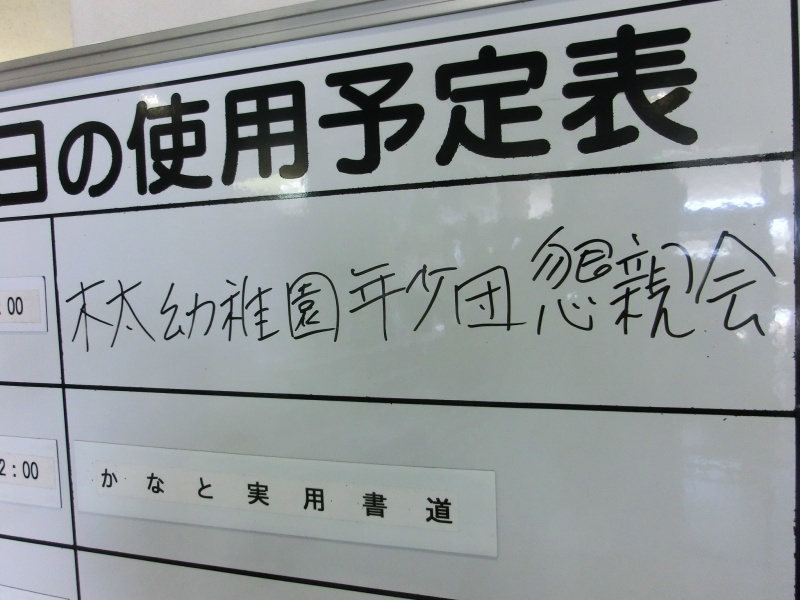 日の使用予定表
:00
木太幼稚園年少団懇親会
2:00
かなと実用書道